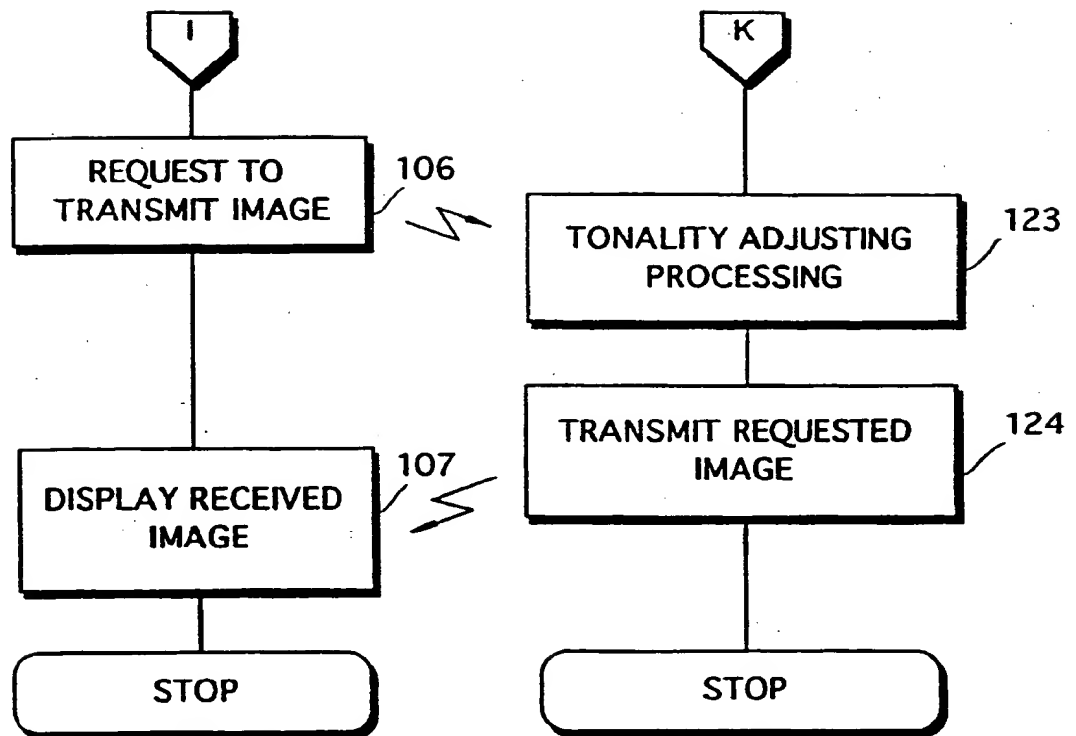 I
REQUEST TO
TRANSMIT IMAGE
106
DISPLAY RECEIVED
IMAGE
107
STOP
K
TONALITY ADJUSTING
PROCESSING
123
TRANSMIT REQUESTED
IMAGE
124
STOP